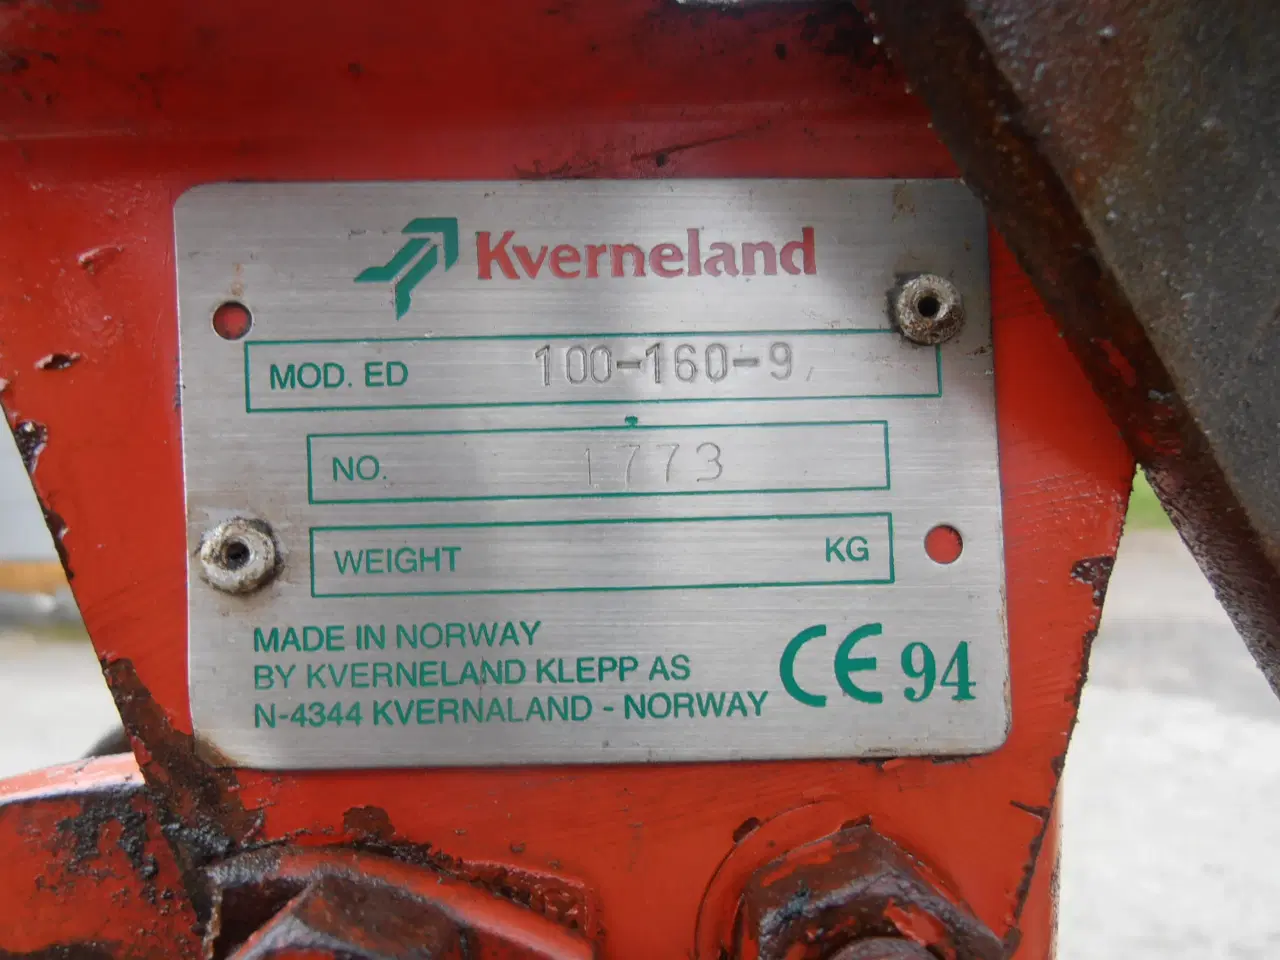 Kverneland
MOD. ED 100-160-9
NO. 1773
WEIGHT KG
MADE IN NORWAY
BY KVERNELAND KLEPP AS
N-4344 KVERNALAND - NORWAY
CE 94